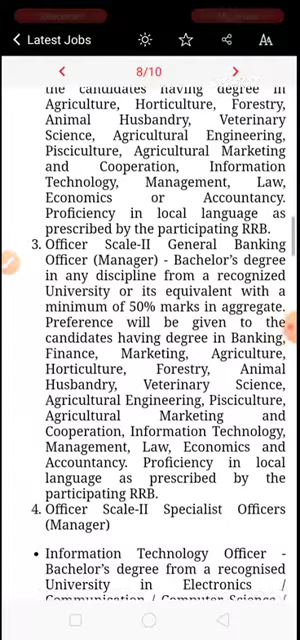 Latest Jobs
8/10
the candidates having degree in
Agriculture, Horticulture, Forestry,
Animal Husbandry, Veterinary
Science, Agricultural Engineering,
Pisciculture, Agricultural Marketing
and Cooperation, Information
Technology, Management, Law,
Economics or Accountancy.
Proficiency in local language as
prescribed by the participating RRB.
3. Officer Scale-II General Banking
Officer (Manager) - Bachelor's degree
in any discipline from a recognized
University or its equivalent with a
minimum of 50% marks in aggregate.
Preference will be given to the
candidates having degree in Banking,
Finance, Marketing, Agriculture,
Horticulture, Forestry, Animal
Husbandry, Veterinary Science,
Agricultural Engineering, Pisciculture,
Agricultural Marketing and
Cooperation, Information Technology,
Management, Law, Economics and
Accountancy. Proficiency in local
language as prescribed by the
participating RRB.
4. Officer Scale-II Specialist Officers
(Manager)
• Information Technology Officer -
Bachelor's degree from a recognised
University in Electronics /
Communication / Computer Science /